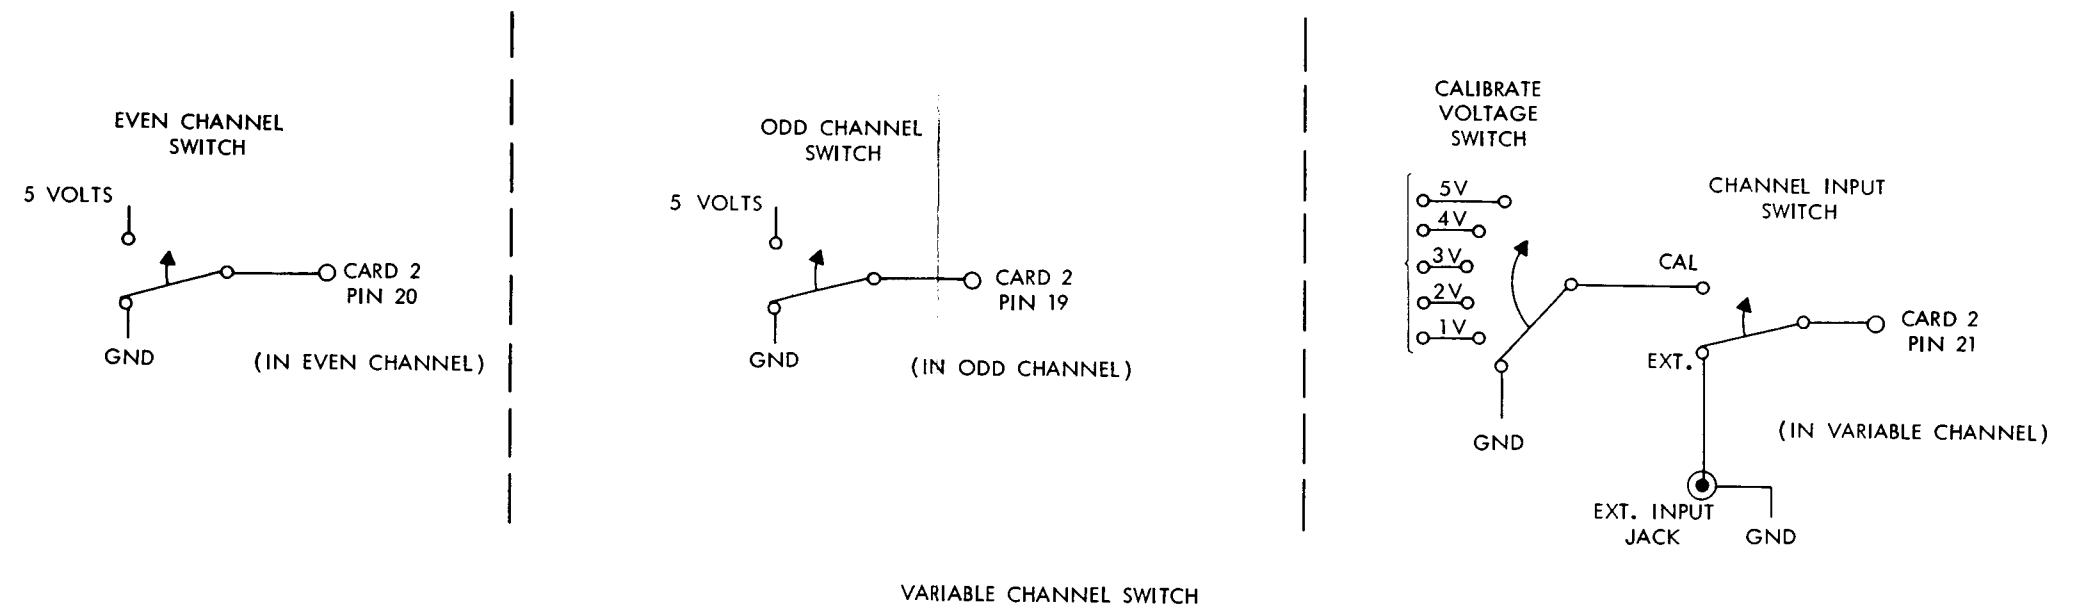 EVEN CHANNEL
SWITCH
5 VOLTS
CARD 2
PIN 20
GND
(IN EVEN CHANNEL)
ODD CHANNEL
SWITCH
5 VOLTS
CARD 2
PIN 19
GND
(IN ODD CHANNEL)
CALIBRATE
VOLTAGE
SWITCH
5V
4V
3V
2V
1V
GND
CHANNEL INPUT
SWITCH
CAL
CARD 2
PIN 21
EXT.
(IN VARIABLE CHANNEL)
EXT. INPUT
JACK
GND
VARIABLE CHANNEL SWITCH